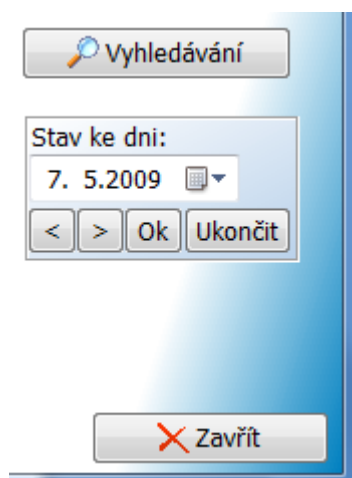 Vyhledávání
Stav ke dni:
7. 5.2009
< > Ok Ukončit
Zavřít